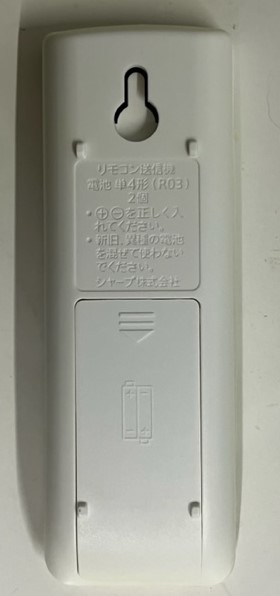 リモコン送信機
電池 単4形(R03)
2個
・⊕⊖を正しく入
れてください。
・新旧、異種の電池
を混ぜて使わない
でください。
シャープ株式会社